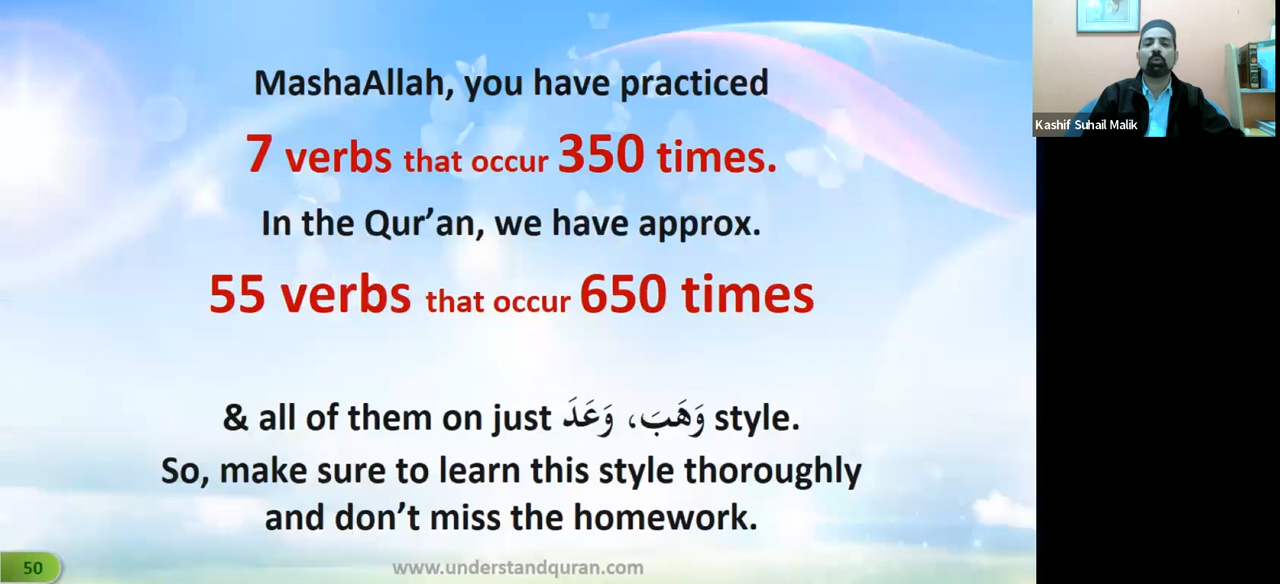 MashaAllah, you have practiced
7 verbs that occur 350 times.
In the Qur’an, we have approx.
55 verbs that occur 650 times
& all of them on just وَهَبَ، وَعَدَ style.
So, make sure to learn this style thoroughly
and don’t miss the homework.
50
www.understandquran.com
Kashif Suhail Malik